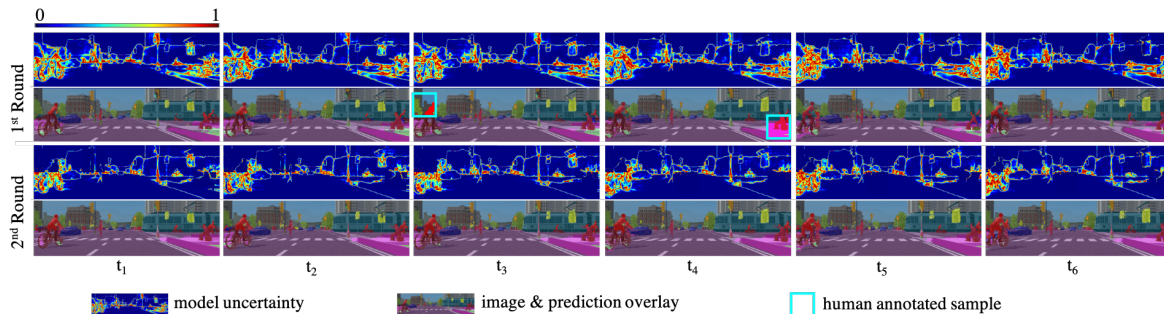 0 1
1st Round
2nd Round
t1 t2 t3 t4 t5 t6
model uncertainty image & prediction overlay human annotated sample